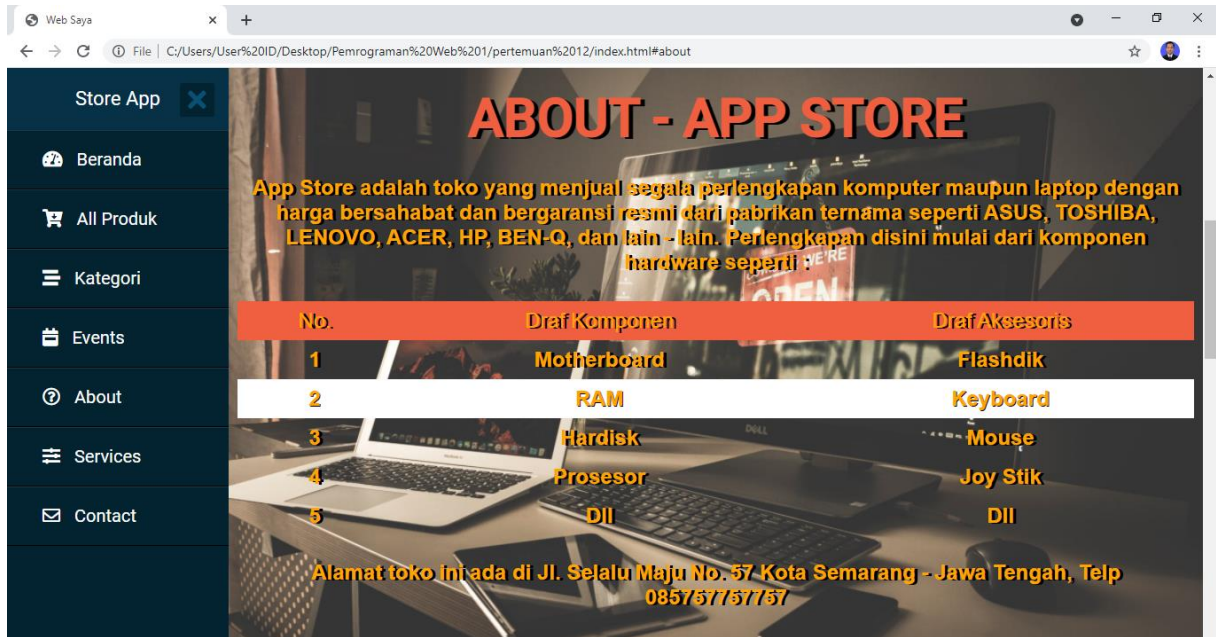 Web Saya
File | C:/Users/User%20ID/Desktop/Pemrograman%20Web%201/pertemuan%2012/index.html#about
Store App
Beranda
All Produk
Kategori
Events
About
Services
Contact
ABOUT - APP STORE
App Store adalah toko yang menjual segala perlengkapan komputer maupun laptop dengan
harga bersahabat dan bergaransi resmi dari pabrikan ternama seperti ASUS, TOSHIBA,
LENOVO, ACER, HP, BEN-Q, dan lain - lain. Perlengkapan disini mulai dari komponen
hardware seperti :
WE'RE
OPEN
No. Draf Komponen Draf Aksesoris
1 Motherboard Flashdik
2 RAM Keyboard
3 Hardisk Mouse
4 Prosesor Joy Stik
5 Dll Dll
DELL
Alamat toko ini ada di Jl. Selalu Maju No. 57 Kota Semarang - Jawa Tengah, Telp
085757757757